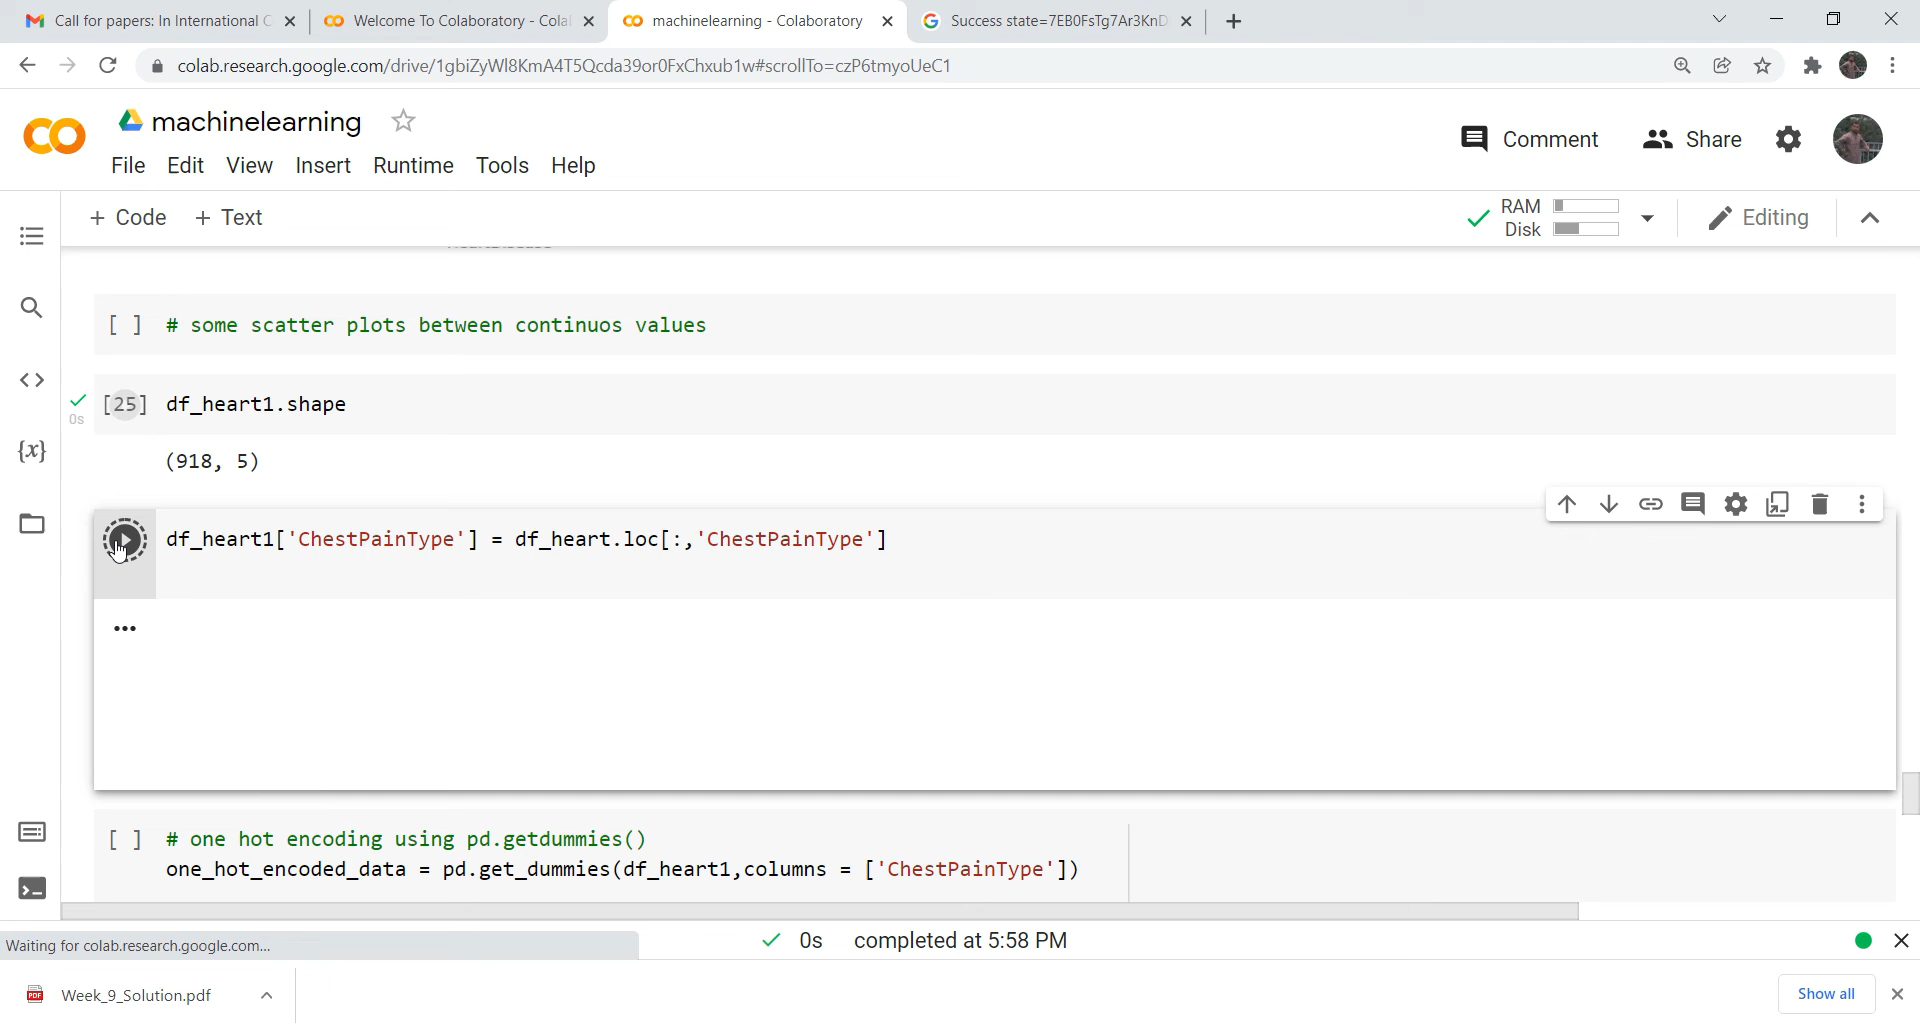 Call for papers: In International C
Welcome To Colaboratory - Cola
machinelearning - Colaboratory
Success state=7EB0FsTg7Ar3KnD
colab.research.google.com/drive/1gbiZyWl8KmA4T5Qcda39or0FxChxub1w#scrollTo=czP6tmyoUeC1
machinelearning
Comment
Share
File Edit View Insert Runtime Tools Help
+ Code + Text
RAM
Disk
Editing
[ ] # some scatter plots between continuos values
0s
[25] df_heart1.shape
(918, 5)
df_heart1['ChestPainType'] = df_heart.loc[:,'ChestPainType']
[ ] # one hot encoding using pd.getdummies()
one_hot_encoded_data = pd.get_dummies(df_heart1,columns = ['ChestPainType'])
Waiting for colab.research.google.com...
0s completed at 5:58 PM
PDF
Week_9_Solution.pdf
Show all